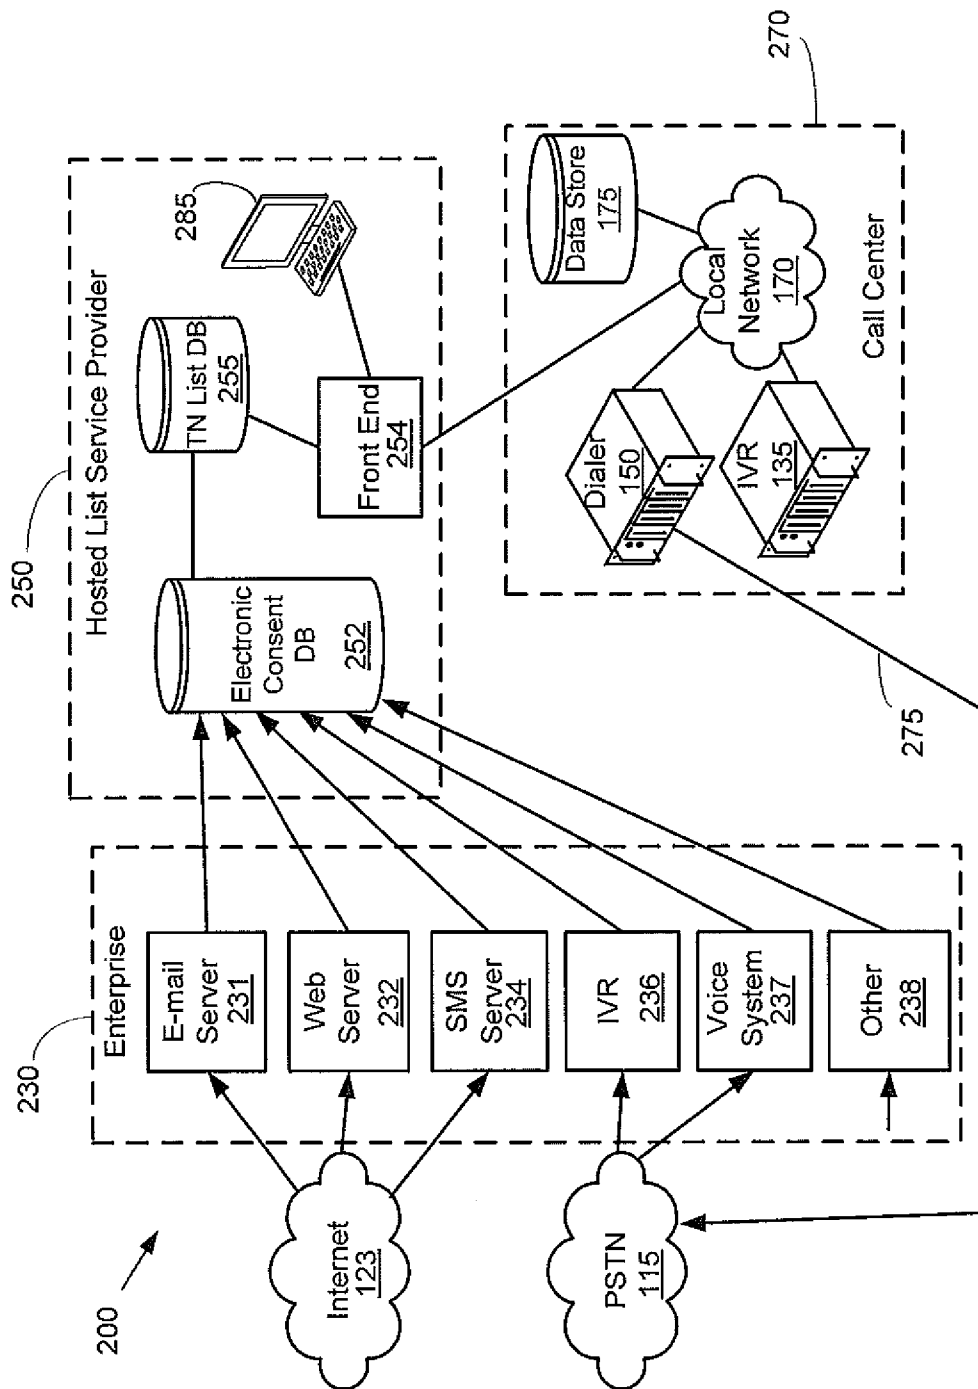 200
230
250
Enterprise
Hosted List Service Provider
Internet
123
E-mail
Server
231
Web
Server
232
SMS
Server
234
Electronic
Consent
DB
252
TN List DB
255
285
Front End
254
PSTN
115
IVR
236
Voice
System
237
Other
238
275
Dialer
150
IVR
135
Data Store
175
Local
Network
170
Call Center
270